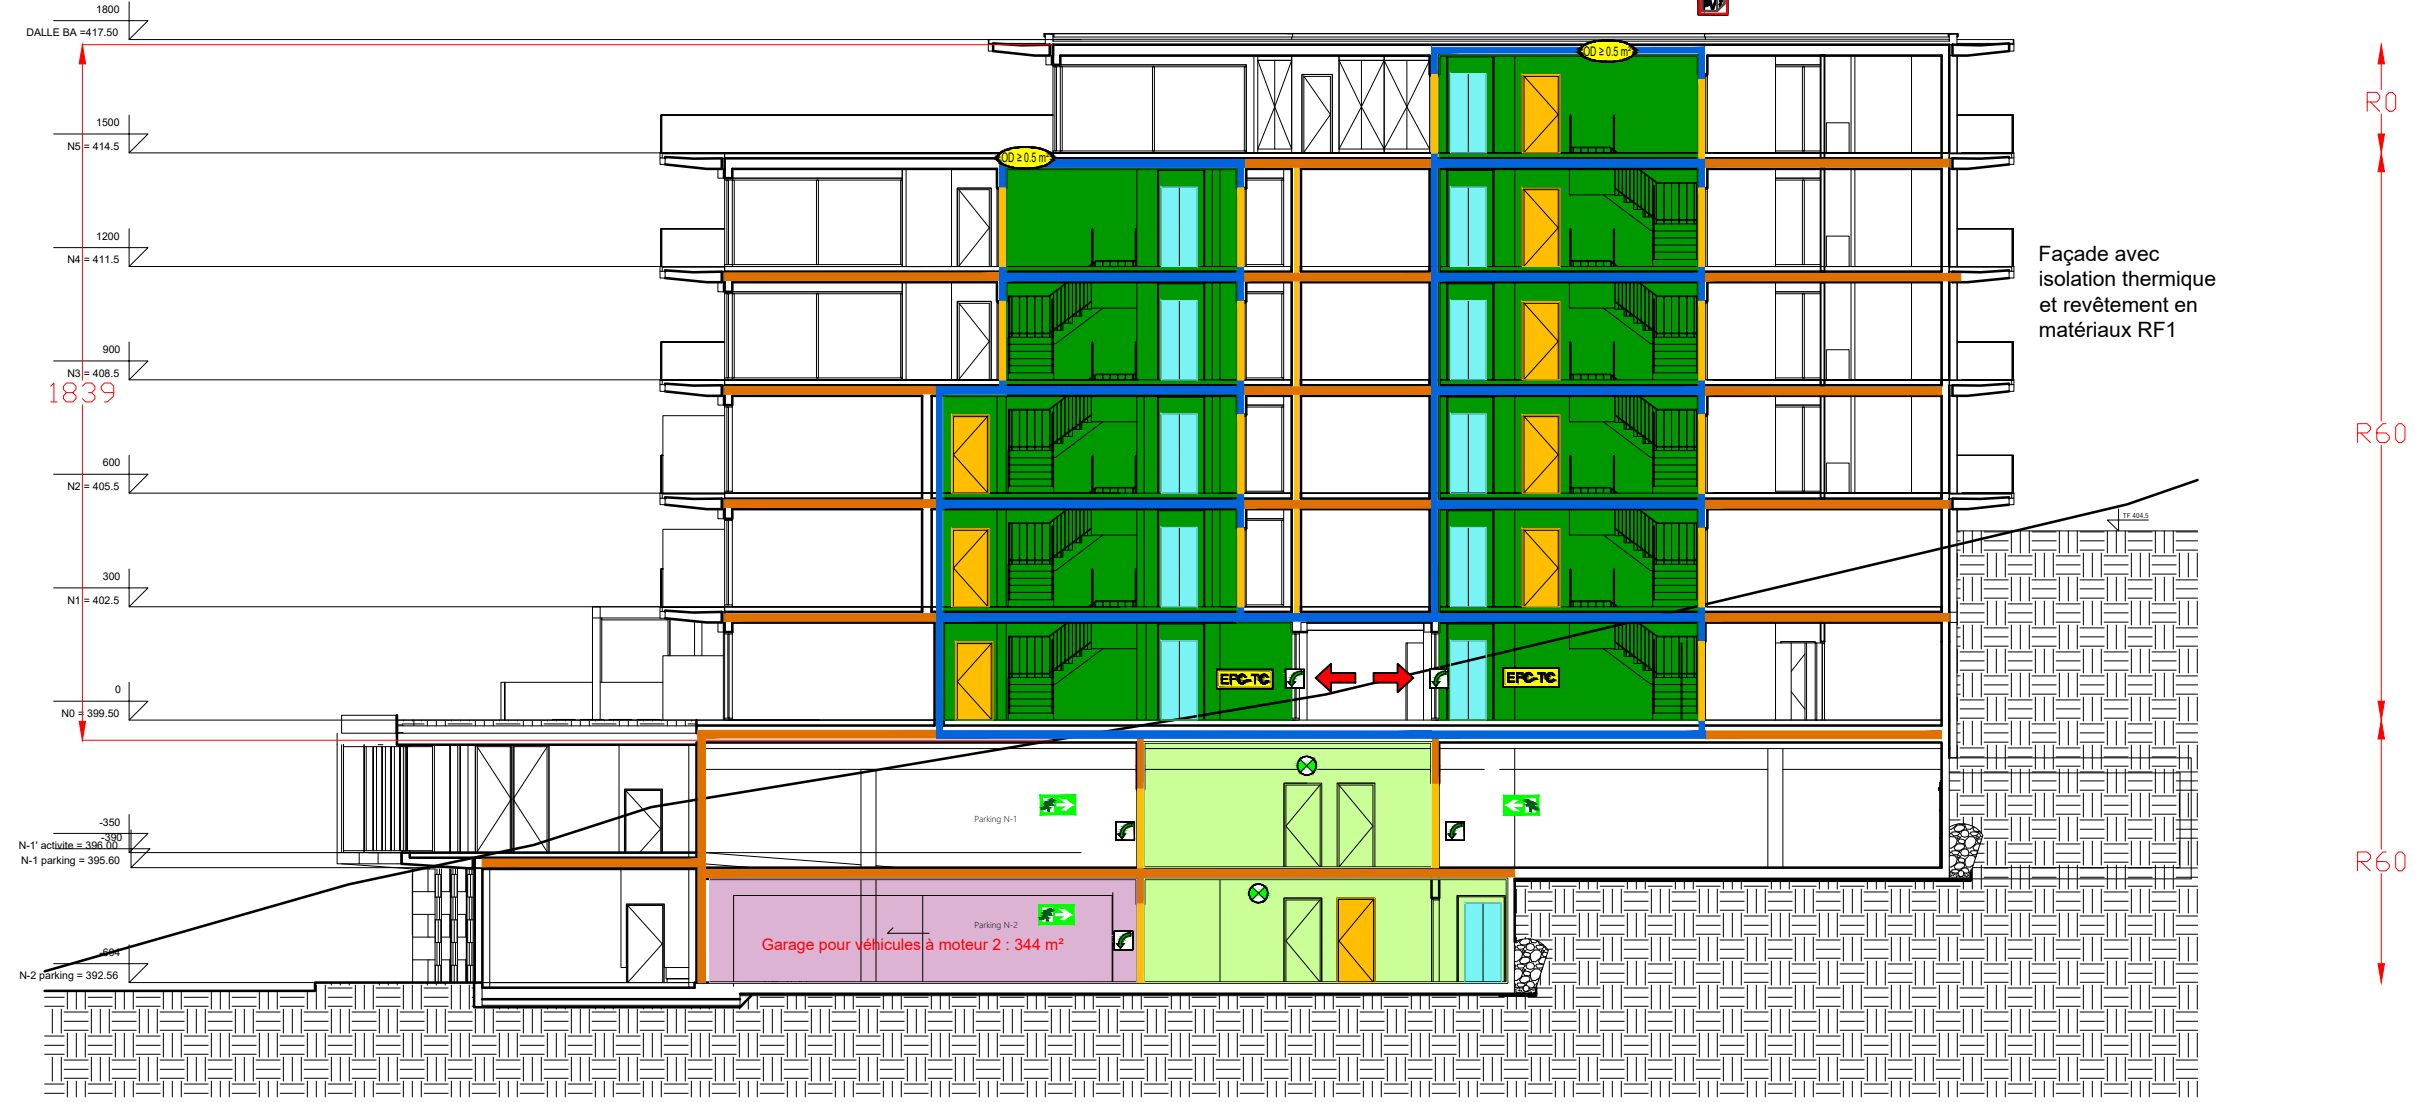 1800
DALLE BA =417.50
OD ≥ 0.5 m²
R0
1500
N5 = 414.5
OD ≥ 0.5 m²
1200
N4 = 411.5
Façade avec
isolation thermique
et revêtement en
matériaux RF1
900
N3 = 408.5
1839
R60
600
N2 = 405.5
TF 404.5
300
N1 = 402.5
EFC-TC
EFC-TC
0
N0 = 399.50
-350
-390
N-1' activite = 396.00
N-1 parking = 395.60
Parking N-1
R60
Parking N-2
Garage pour véhicules à moteur 2 : 344 m²
-694
N-2 parking = 392.56